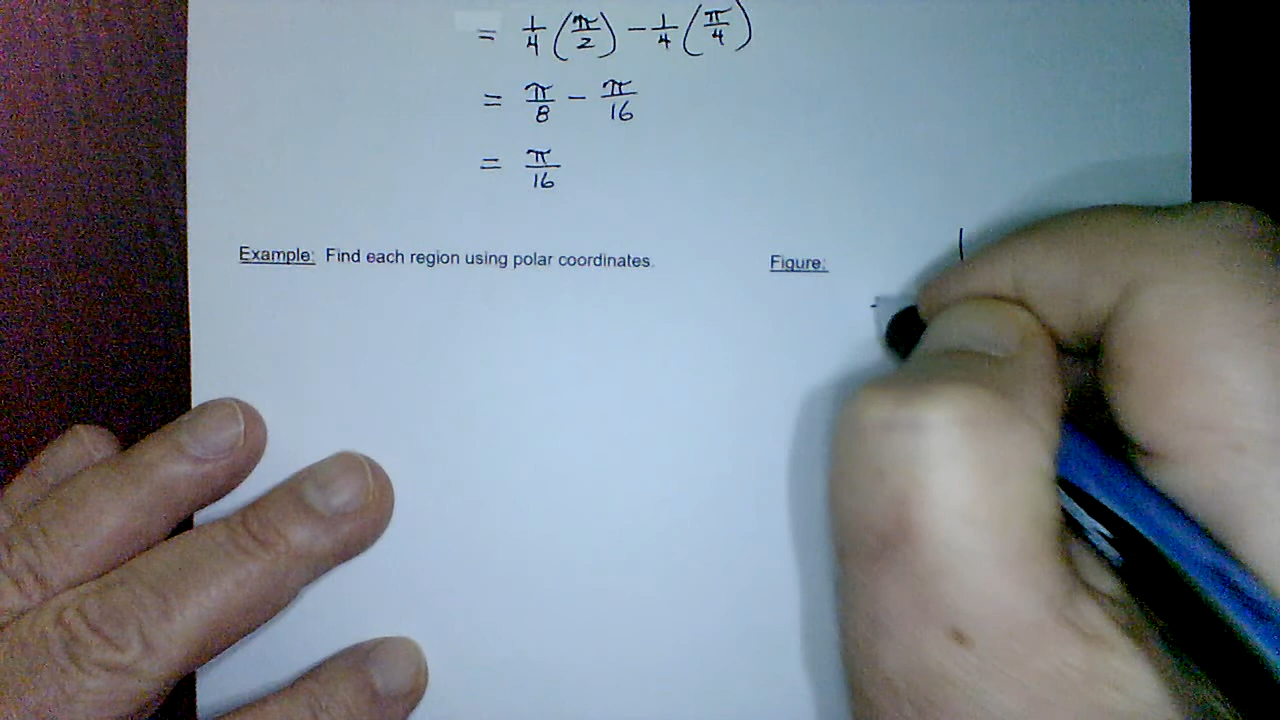 = 1/4 (π/2) - 1/4 (π/4)
= π/8 - π/16
= π/16
Example: Find each region using polar coordinates. Figure: